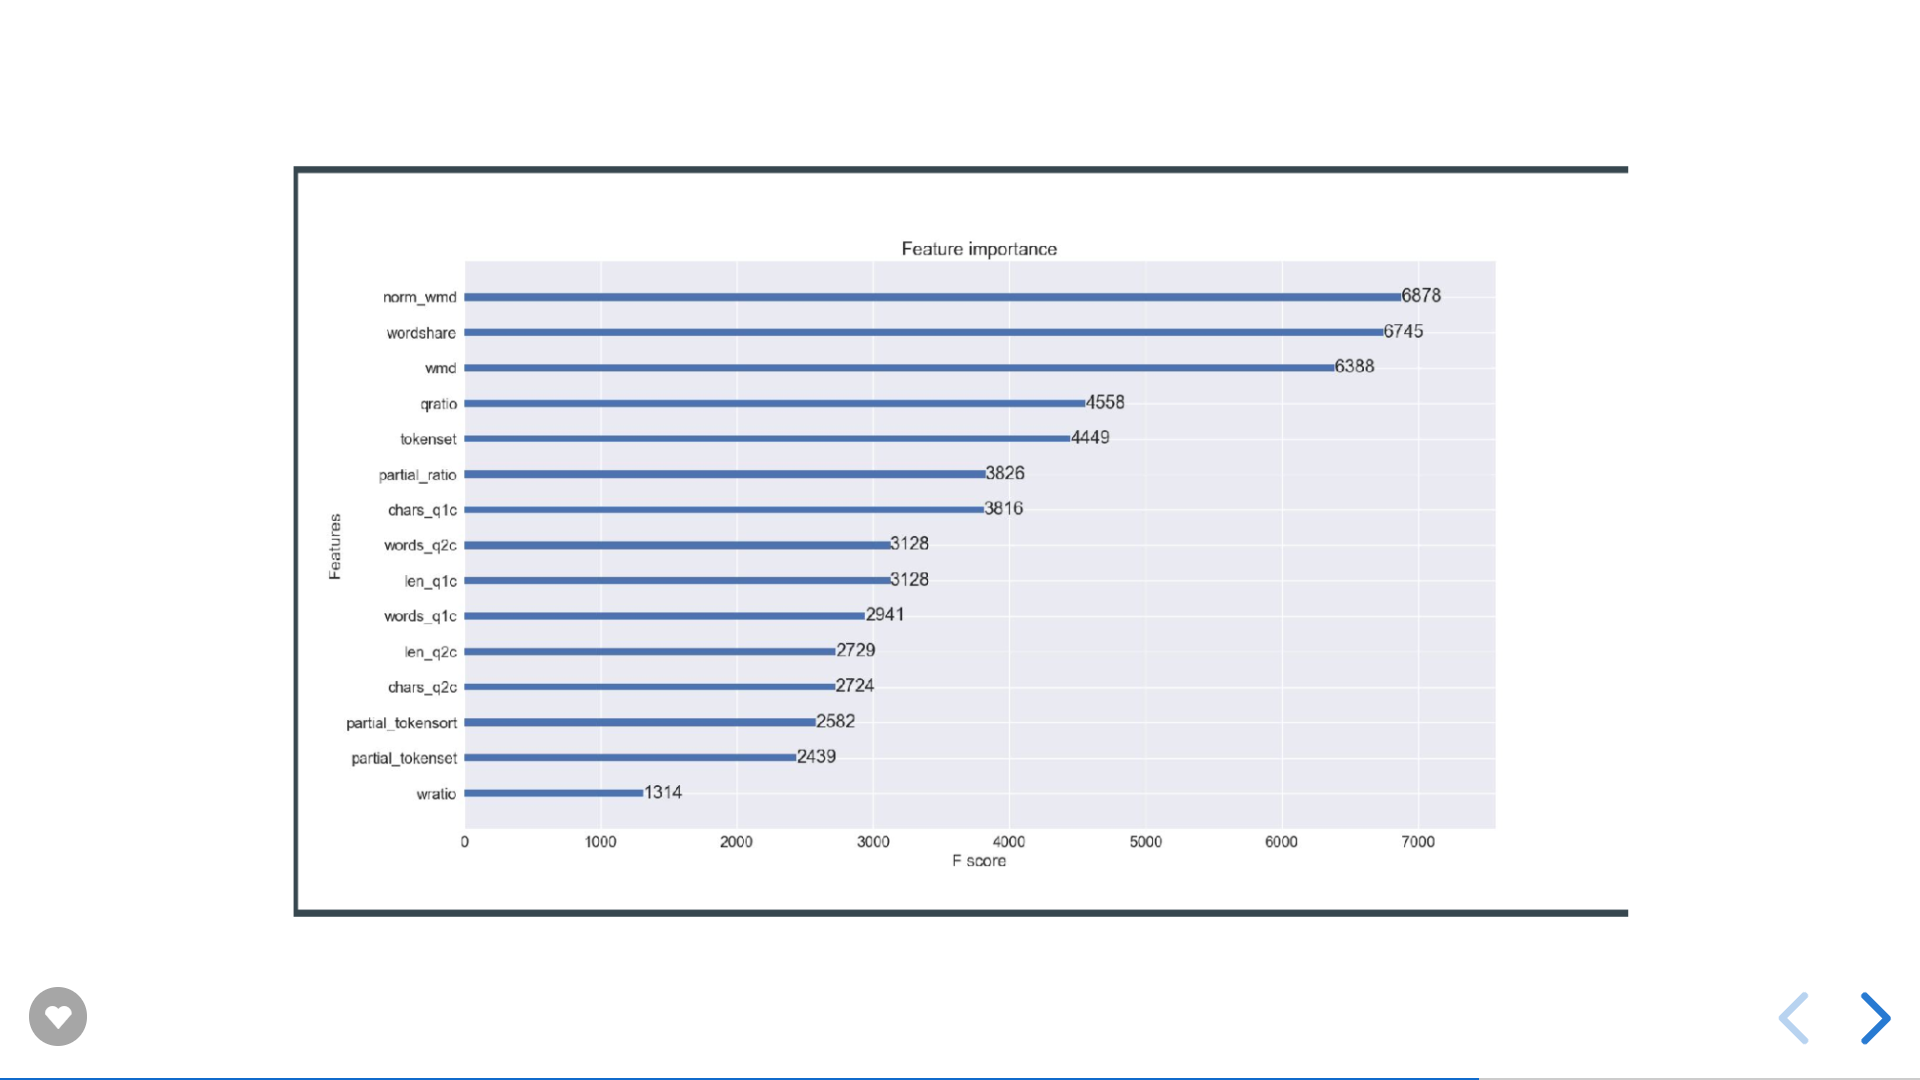 Feature importance
norm_wmd 6878
wordshare 6745
wmd 6388
qratio 4558
tokenset 4449
partial_ratio 3826
chars_q1c 3816
words_q2c 3128
len_q1c 3128
words_q1c 2941
len_q2c 2729
chars_q2c 2724
partial_tokensort 2582
partial_tokenset 2439
wratio 1314
Features
0 1000 2000 3000 4000 5000 6000 7000
F score